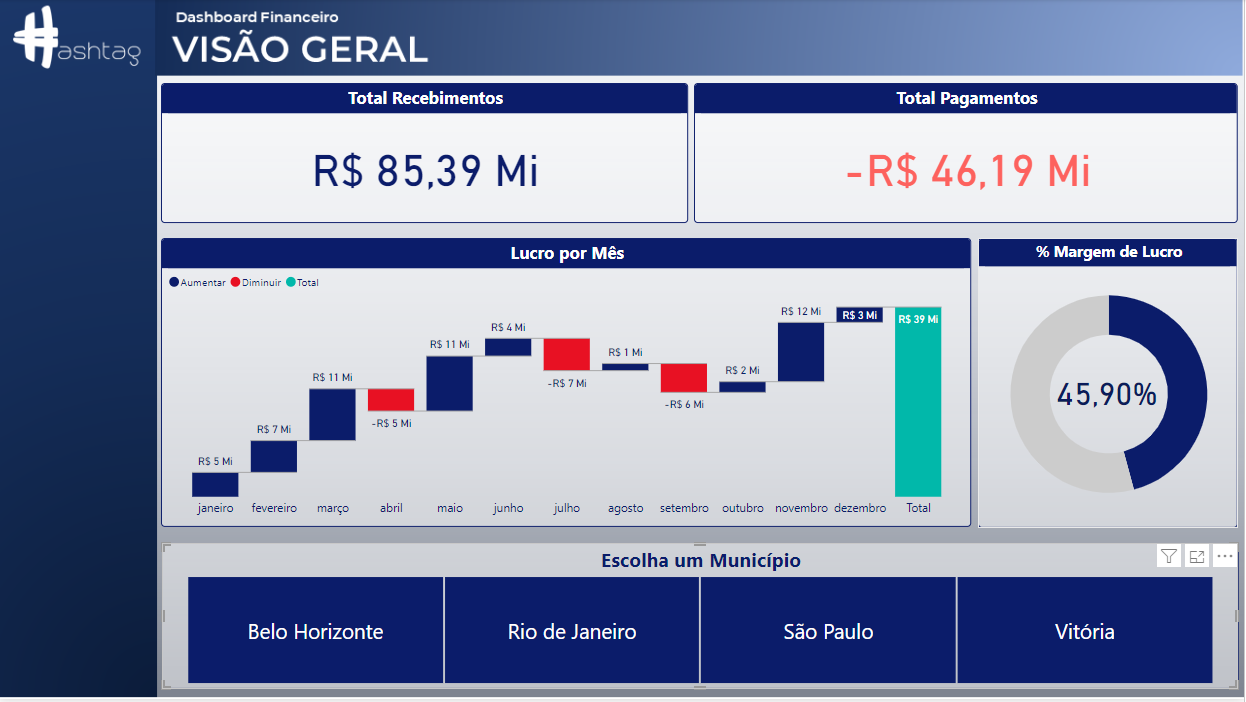 Hashtag
Dashboard Financeiro
VISÃO GERAL
Total Recebimentos
R$ 85,39 Mi
Total Pagamentos
-R$ 46,19 Mi
Lucro por Mês
Aumentar Diminuir Total
R$ 5 Mi
R$ 7 Mi
R$ 11 Mi
-R$ 5 Mi
R$ 11 Mi
R$ 4 Mi
-R$ 7 Mi
R$ 1 Mi
-R$ 6 Mi
R$ 2 Mi
R$ 12 Mi
R$ 3 Mi
R$ 39 Mi
janeiro fevereiro março abril maio junho julho agosto setembro outubro novembro dezembro Total
% Margem de Lucro
45,90%
Escolha um Município
Belo Horizonte Rio de Janeiro São Paulo Vitória